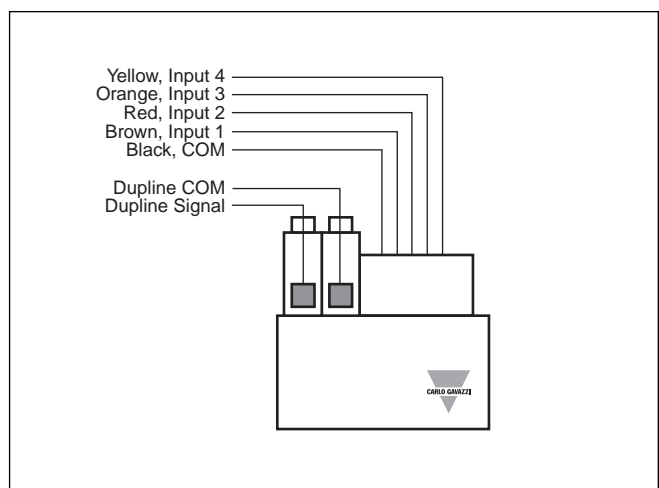 Yellow, Input 4
Orange, Input 3
Red, Input 2
Brown, Input 1
Black, COM
Dupline COM
Dupline Signal
CARLO GAVAZZI